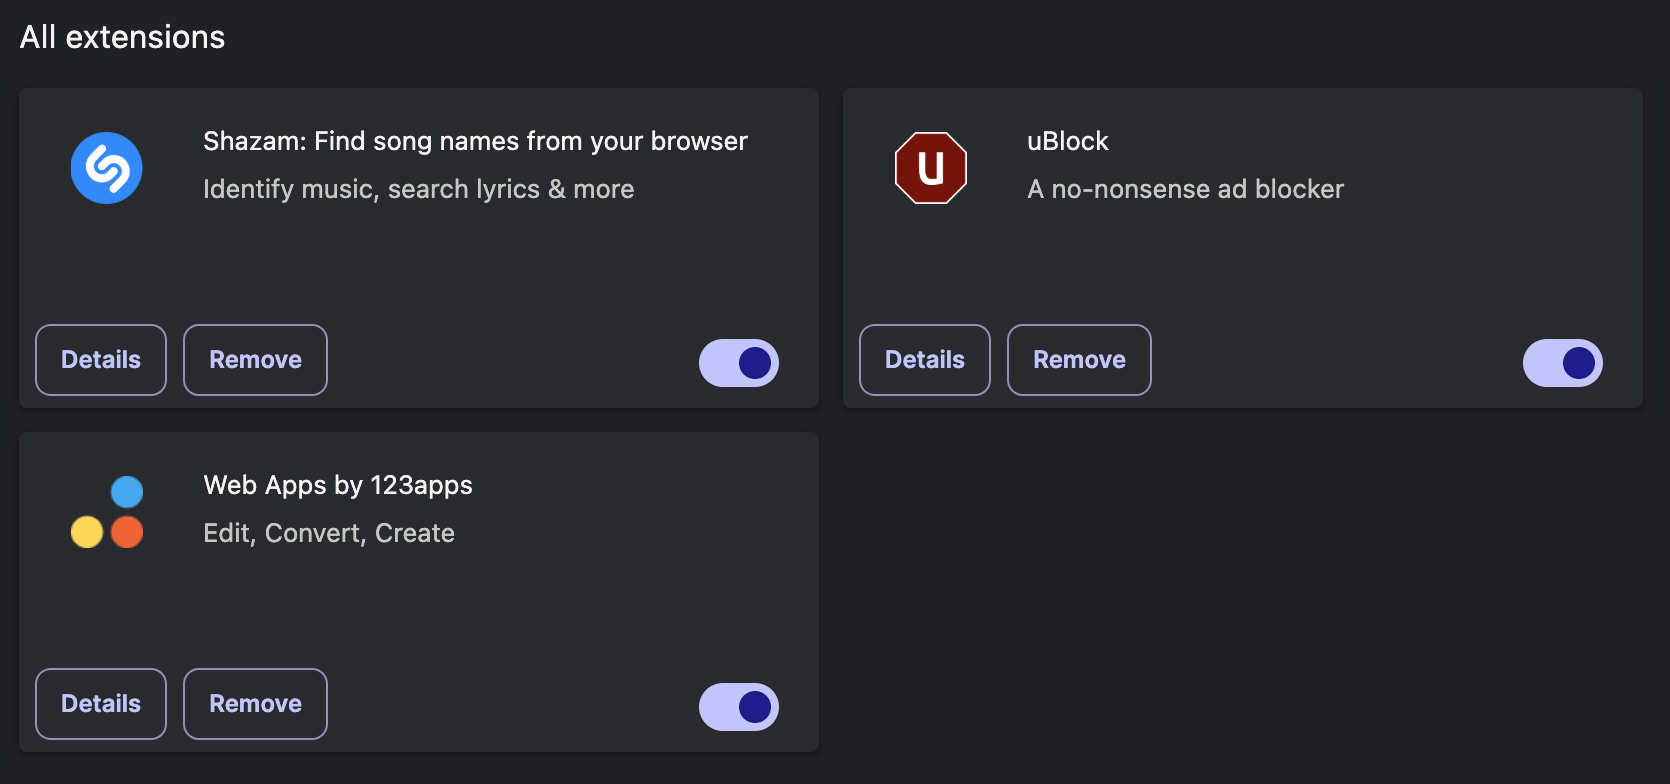 All extensions
Shazam: Find song names from your browser
Identify music, search lyrics & more
Details
Remove
u
uBlock
A no-nonsense ad blocker
Details
Remove
Web Apps by 123apps
Edit, Convert, Create
Details
Remove